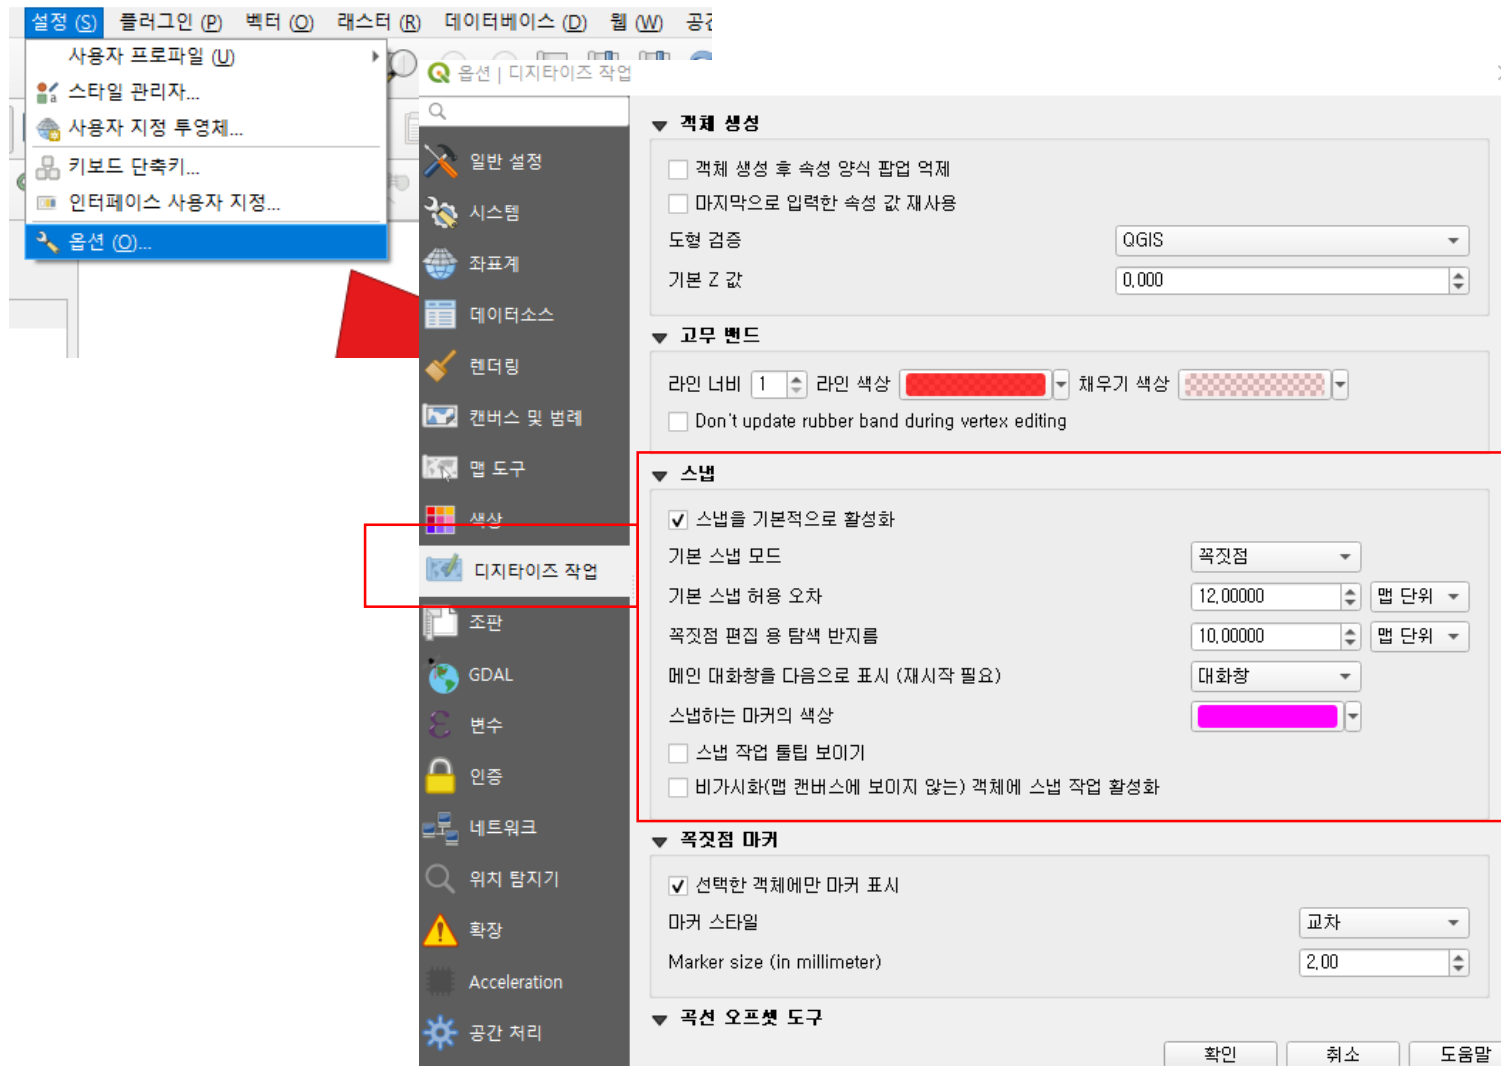 설정 (S) 플러그인 (P) 벡터 (O) 래스터 (R) 데이터베이스 (D) 웹 (W)
사용자 프로파일 (U)
스타일 관리자...
사용자 지정 투영체...
키보드 단축키...
인터페이스 사용자 지정...
옵션 (O)...
옵션 | 디지타이즈 작업
일반 설정
시스템
좌표계
데이터소스
렌더링
캔버스 및 범례
맵 도구
색상
디지타이즈 작업
조판
GDAL
변수
인증
네트워크
위치 탐지기
확장
Acceleration
공간 처리
객체 생성
객체 생성 후 속성 양식 팝업 억제
마지막으로 입력한 속성 값 재사용
도형 검증 QGIS
기본 Z 값 0,000
고무 밴드
라인 너비 1 라인 색상 채우기 색상
Don't update rubber band during vertex editing
스냅
스냅을 기본적으로 활성화
기본 스냅 모드 꼭짓점
기본 스냅 허용 오차 12,00000 맵 단위
꼭짓점 편집 용 탐색 반지름 10,00000 맵 단위
메인 대화창을 다음으로 표시 (재시작 필요) 대화창
스냅하는 마커의 색상
스냅 작업 툴팁 보이기
비가시화(맵 캔버스에 보이지 않는) 객체에 스냅 작업 활성화
꼭짓점 마커
선택한 객체에만 마커 표시
마커 스타일 교차
Marker size (in millimeter) 2,00
곡선 오프셋 도구
확인 취소 도움말